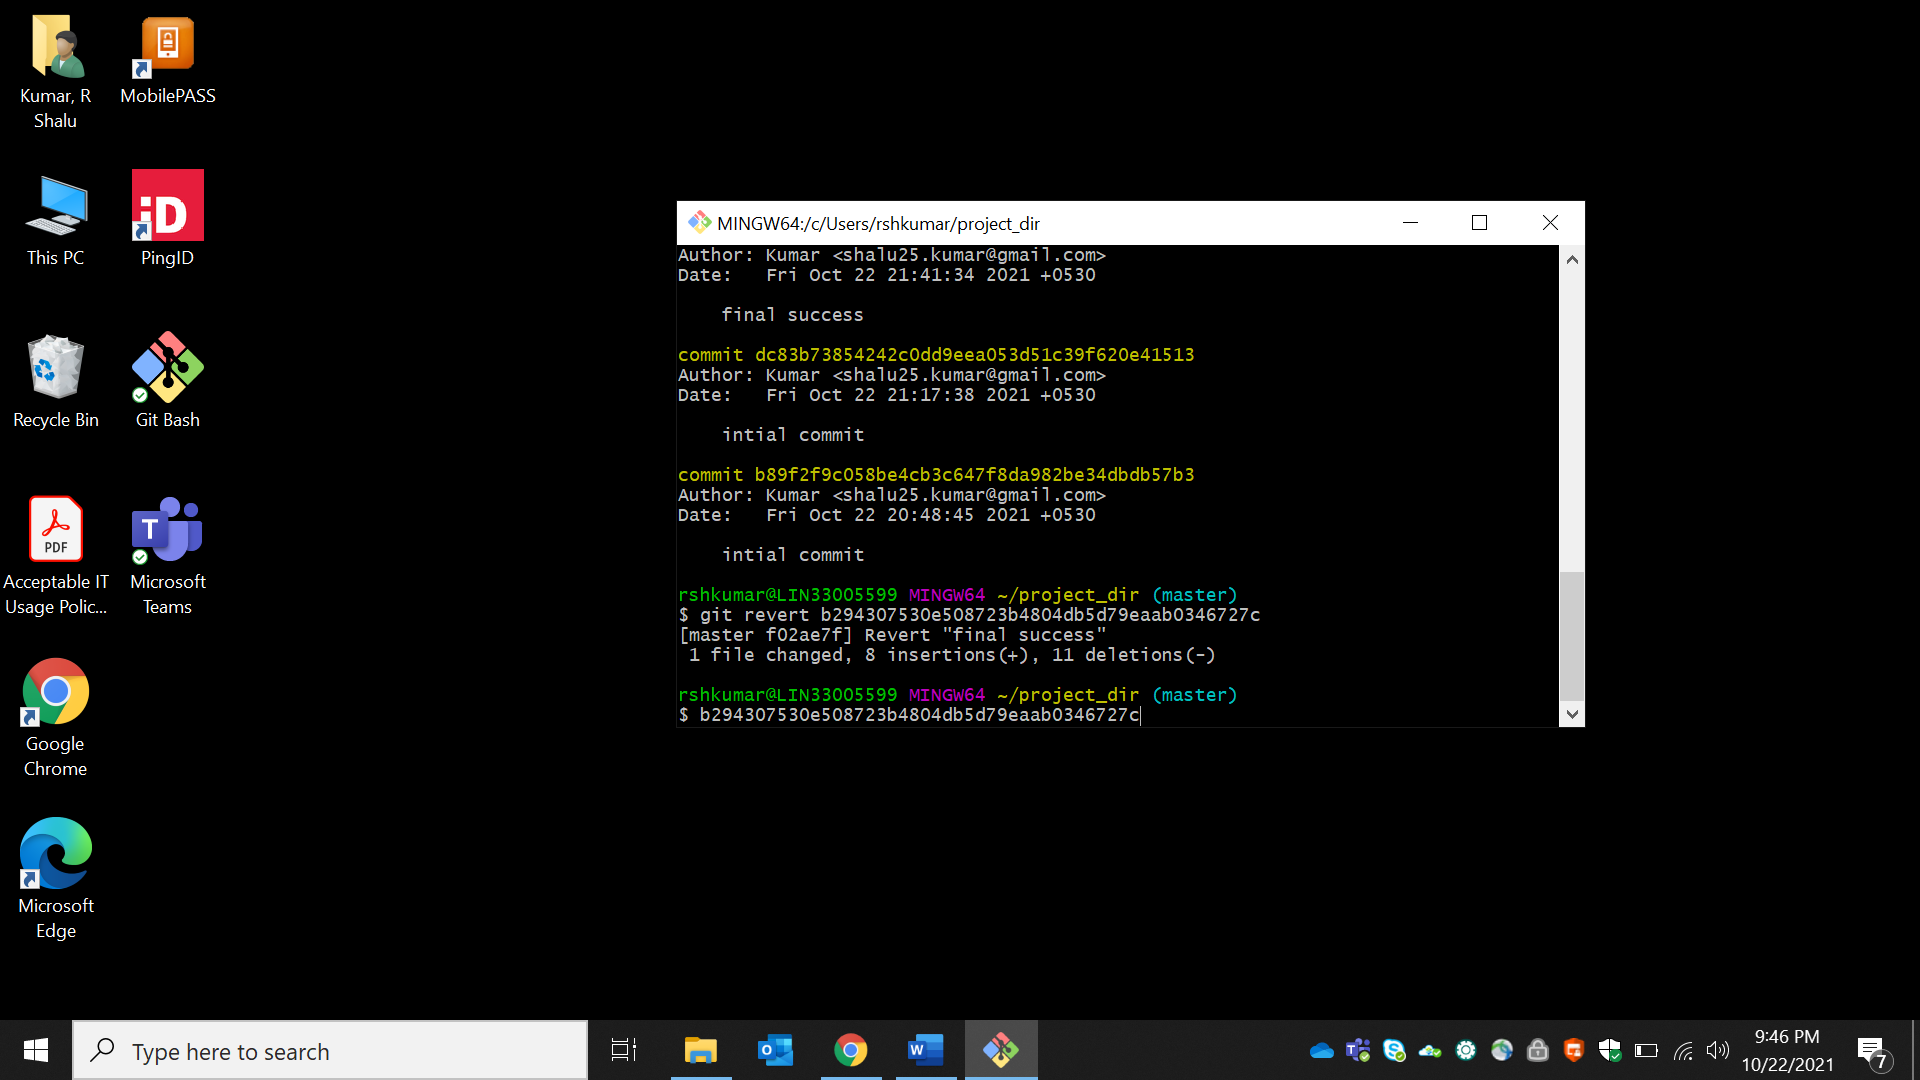 Kumar, R
Shalu
MobilePASS
This PC
PingID
Recycle Bin
Git Bash
PDF
Acceptable IT
Usage Polic...
T
Microsoft
Teams
Google
Chrome
Microsoft
Edge
MINGW64:/c/Users/rshkumar/project_dir
Author: Kumar <shalu25.kumar@gmail.com>
Date:   Fri Oct 22 21:41:34 2021 +0530
    final success
commit dc83b73854242c0dd9eea053d51c39f620e41513
Author: Kumar <shalu25.kumar@gmail.com>
Date:   Fri Oct 22 21:17:38 2021 +0530
    intial commit
commit b89f2f9c058be4cb3c647f8da982be34dbdb57b3
Author: Kumar <shalu25.kumar@gmail.com>
Date:   Fri Oct 22 20:48:45 2021 +0530
    intial commit
rshkumar@LIN33005599 MINGW64 ~/project_dir (master)
$ git revert b294307530e508723b4804db5d79eaab0346727c
[master f02ae7f] Revert "final success"
 1 file changed, 8 insertions(+), 11 deletions(-)
rshkumar@LIN33005599 MINGW64 ~/project_dir (master)
$ b294307530e508723b4804db5d79eaab0346727c
Type here to search
9:46 PM
10/22/2021
7